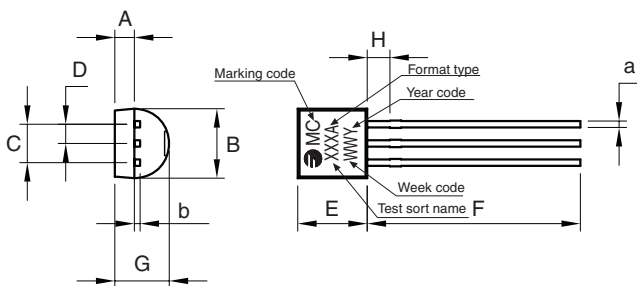 A
D
C
B
b
G
H
a
Marking code
Format type
Year code
MC
XXXA
WWY
Week code
Test sort name
E
F